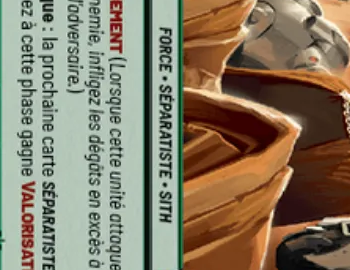 FORCE • SÉPARATISTE • SITH
EMENT (Lorsque cette unité attaque
nemie, infligez les dégâts en excès à
l'adversaire.)
que : la prochaine carte SÉPARATISTE
ez à cette phase gagne VALORISAT